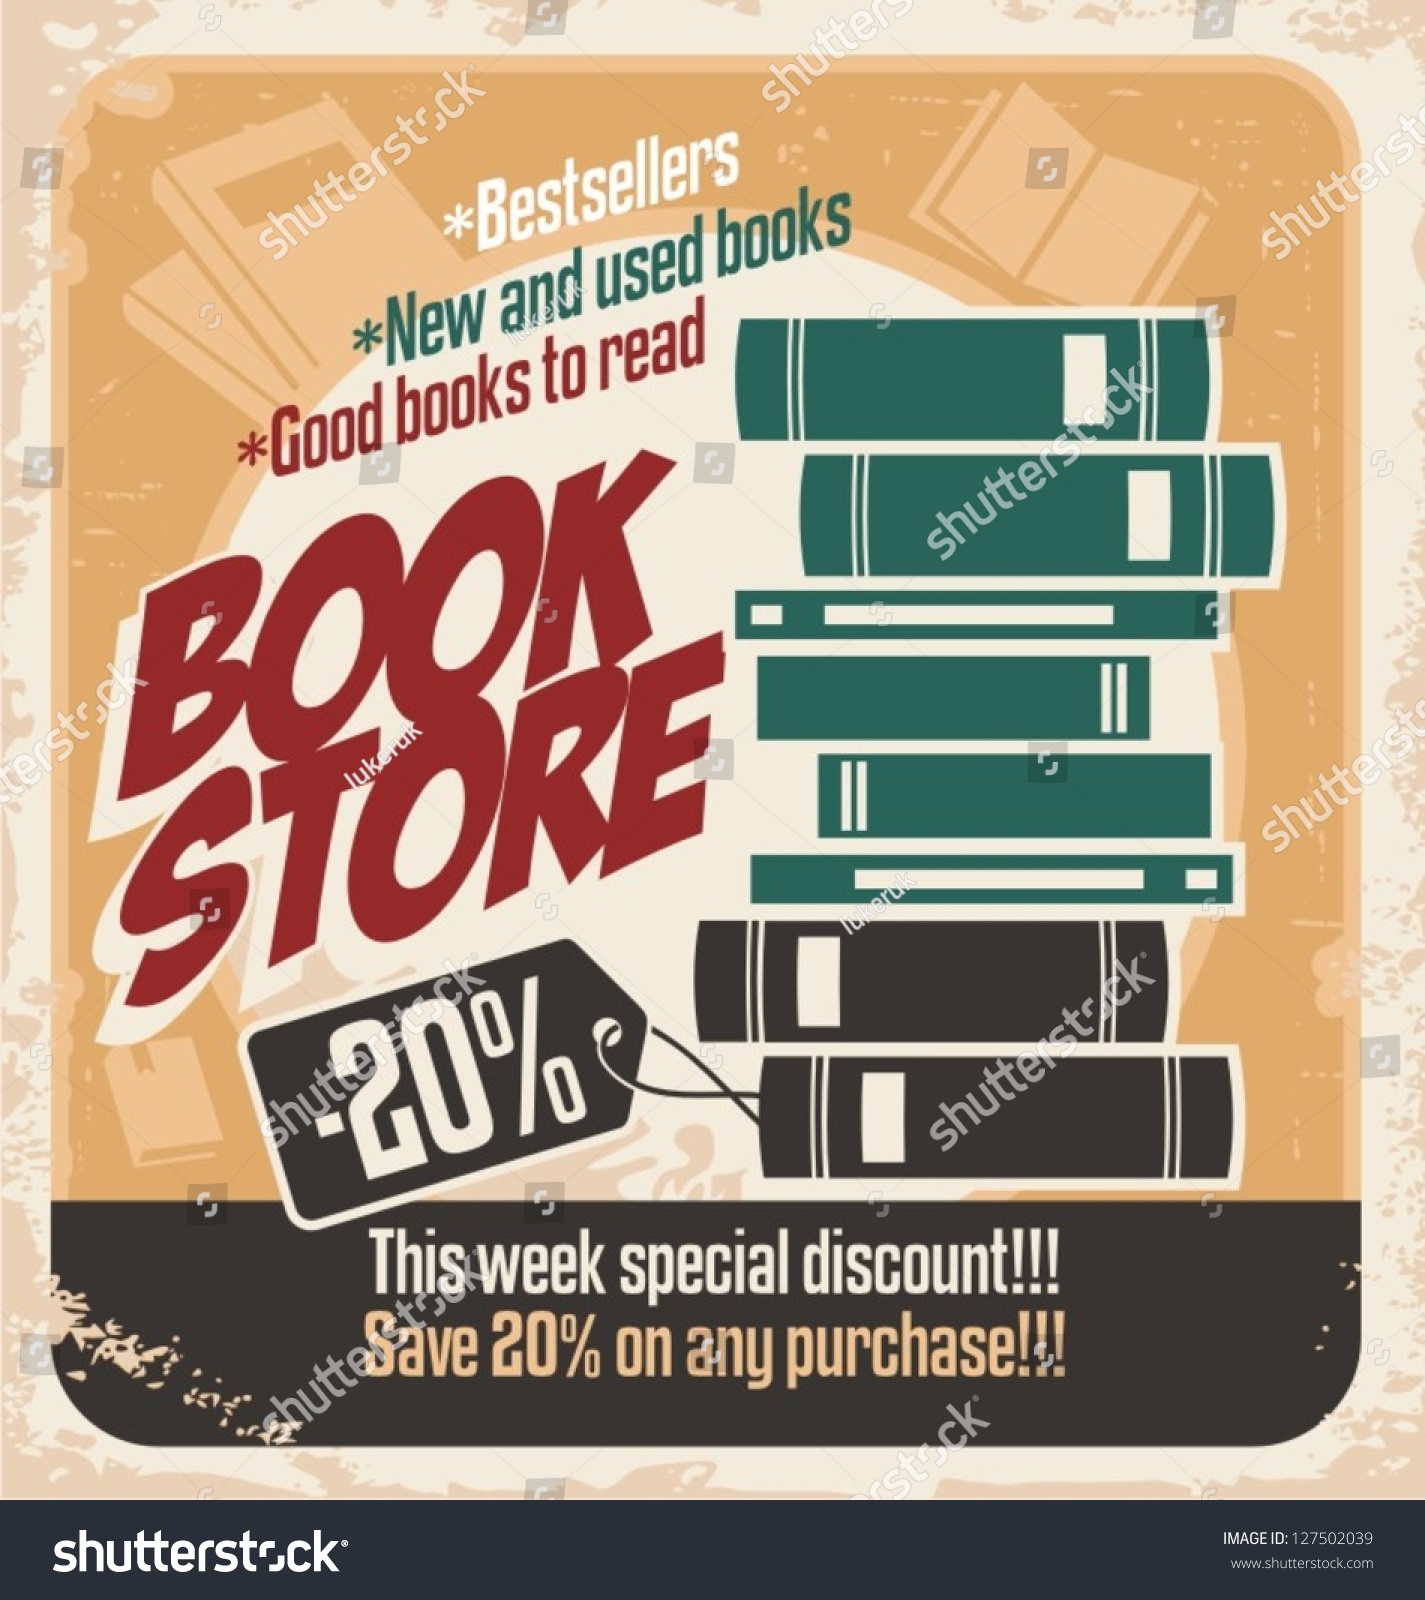 *Bestsellers
*New and used books
*Good books to read
BOOK
STORE
-20%
This week special discount!!!
Save 20% on any purchase!!!
shutterstock
lukeruk
IMAGE ID: 127502039
www.shutterstock.com